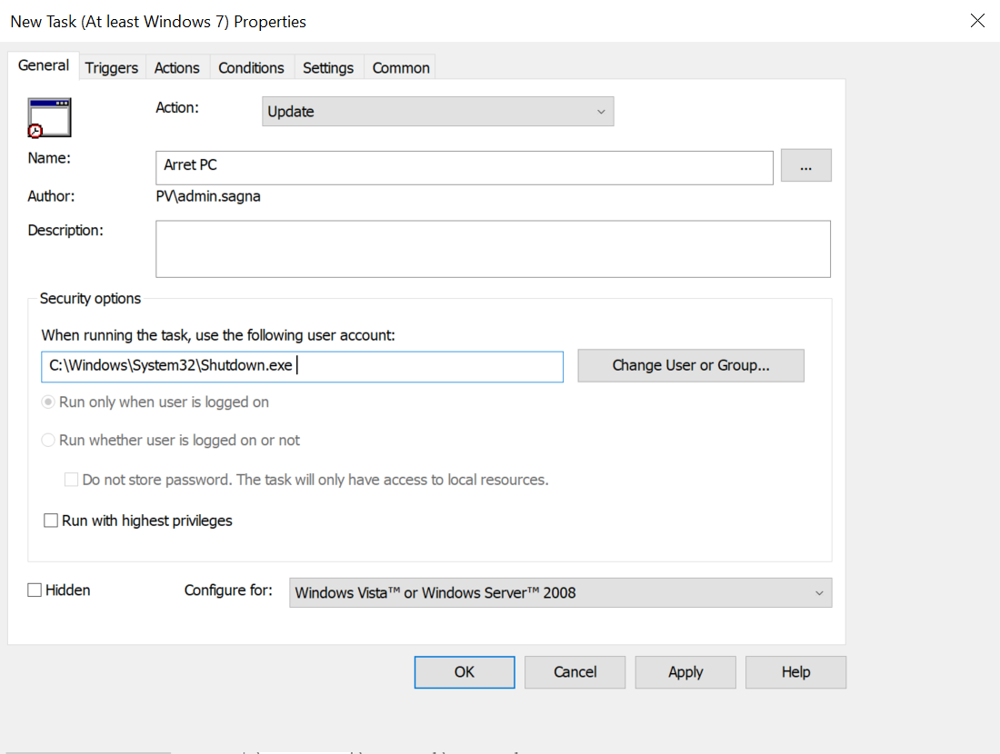 New Task (At least Windows 7) Properties
General Triggers Actions Conditions Settings Common
Action: Update
Name: Arret PC ...
Author: PV\admin.sagna
Description:
Security options
When running the task, use the following user account:
C:\Windows\System32\Shutdown.exe Change User or Group...
Run only when user is logged on
Run whether user is logged on or not
Do not store password. The task will only have access to local resources.
Run with highest privileges
Hidden Configure for: Windows Vista™ or Windows Server™ 2008
OK Cancel Apply Help